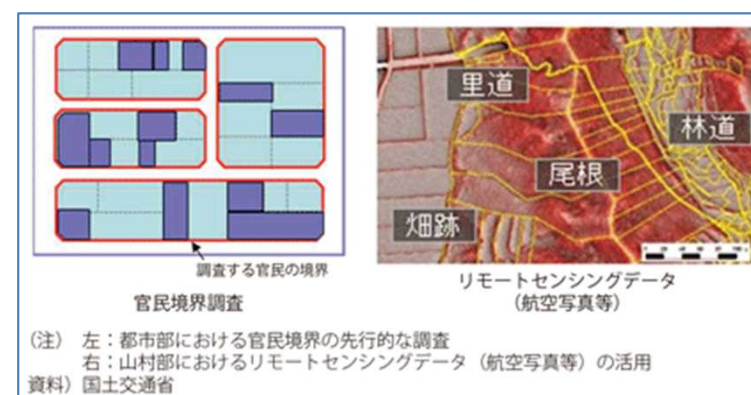 調査する官民の境界
官民境界調査
里道
林道
尾根
畑跡
リモートセンシングデータ
(航空写真等)
(注) 左：都市部における官民境界の先行的な調査
右：山村部におけるリモートセンシングデータ（航空写真等）の活用
資料）国土交通省